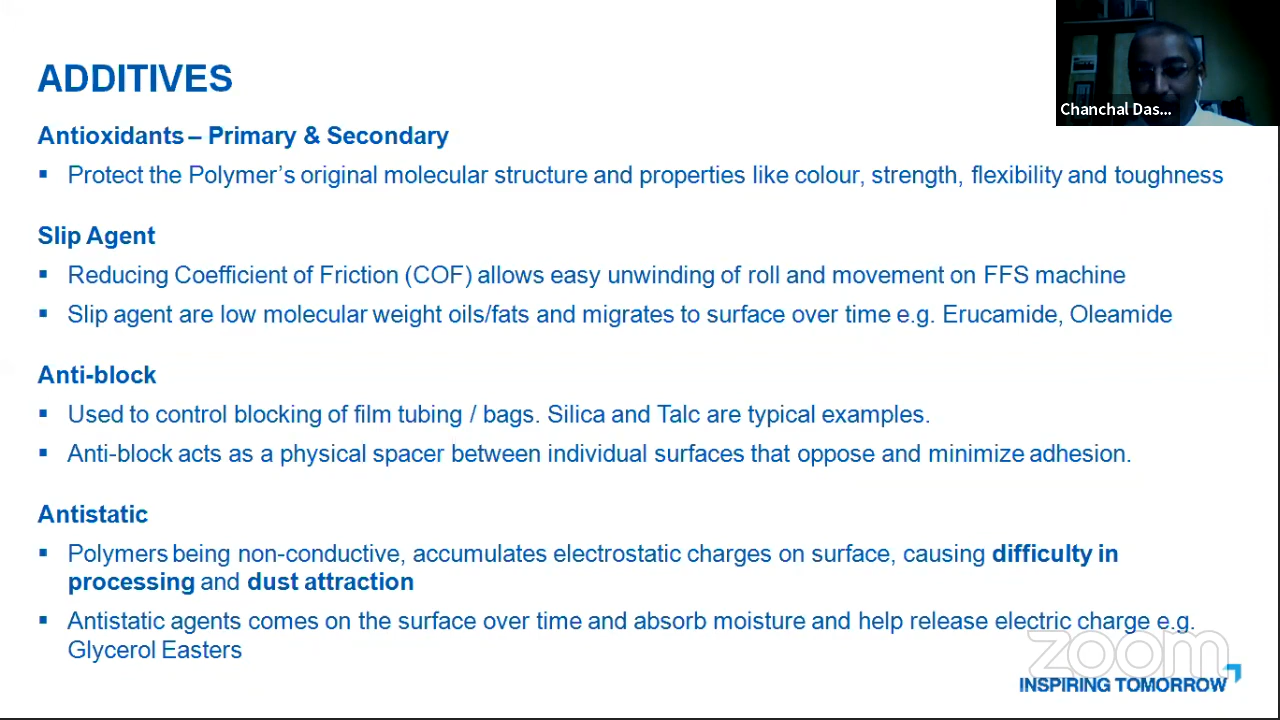 ADDITIVES
Chanchal Das...
Antioxidants – Primary & Secondary
▪ Protect the Polymer's original molecular structure and properties like colour, strength, flexibility and toughness
Slip Agent
▪ Reducing Coefficient of Friction (COF) allows easy unwinding of roll and movement on FFS machine
▪ Slip agent are low molecular weight oils/fats and migrates to surface over time e.g. Erucamide, Oleamide
Anti-block
▪ Used to control blocking of film tubing / bags. Silica and Talc are typical examples.
▪ Anti-block acts as a physical spacer between individual surfaces that oppose and minimize adhesion.
Antistatic
▪ Polymers being non-conductive, accumulates electrostatic charges on surface, causing difficulty in
processing and dust attraction
▪ Antistatic agents comes on the surface over time and absorb moisture and help release electric charge e.g.
Glycerol Easters
zoom
INSPIRING TOMORROW